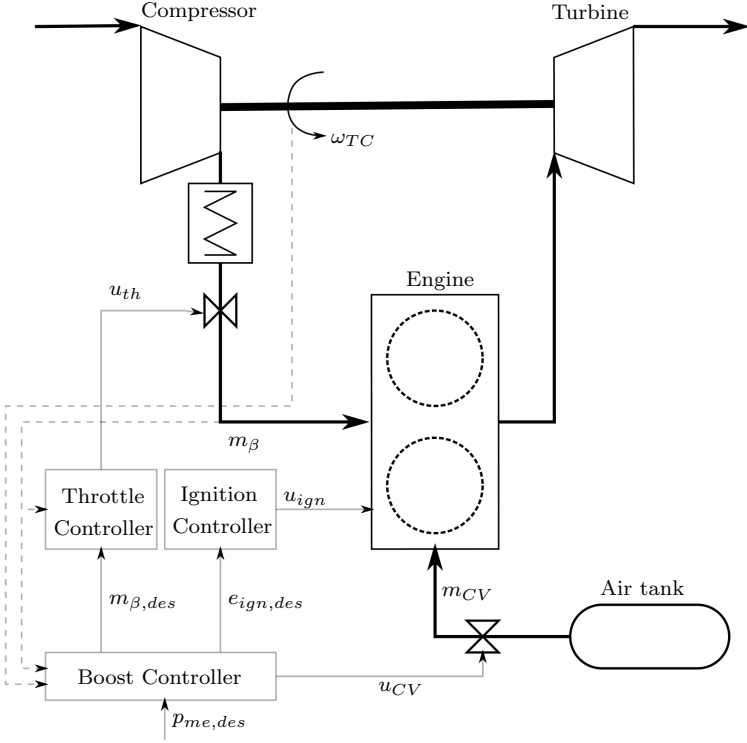 Compressor
Turbine
ω_TC
u_th
Engine
m_β
Throttle
Controller
Ignition
Controller
u_ign
m_β,des
e_ign,des
m_CV
Air tank
Boost Controller
u_CV
p_me,des